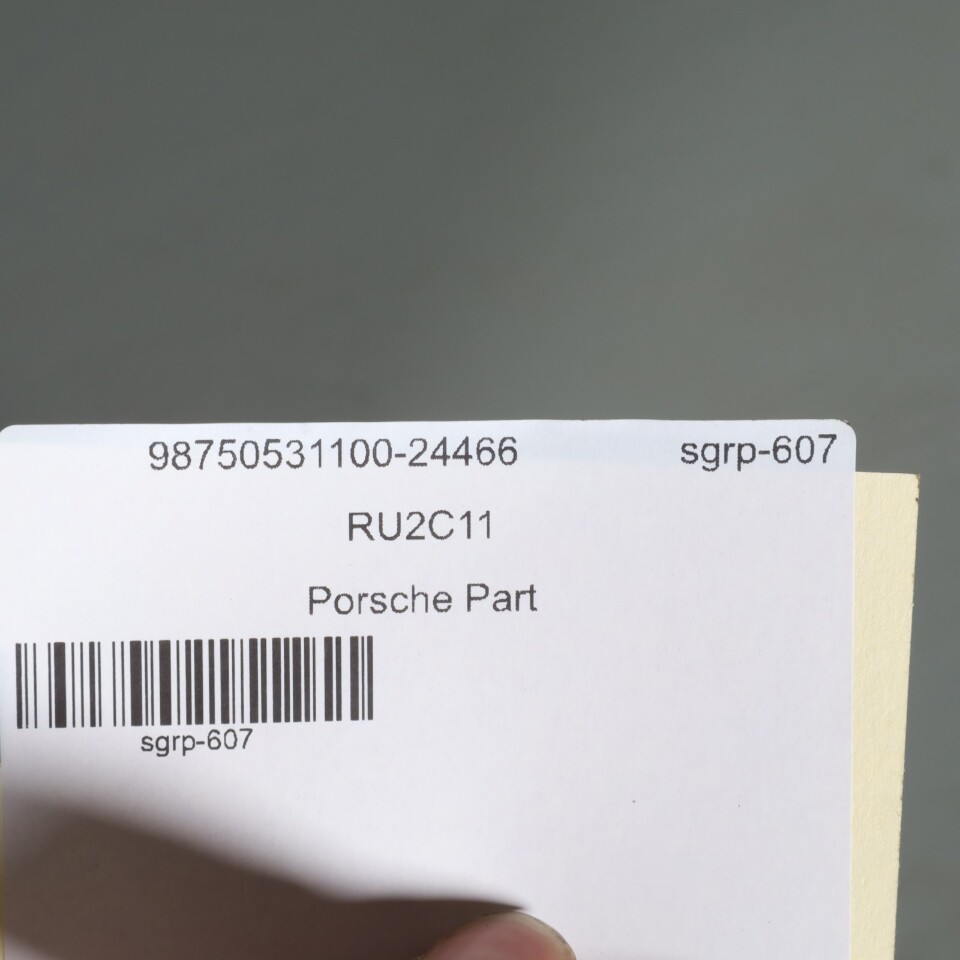 98750531100-24466 sgrp-607
RU2C11
Porsche Part
sgrp-607